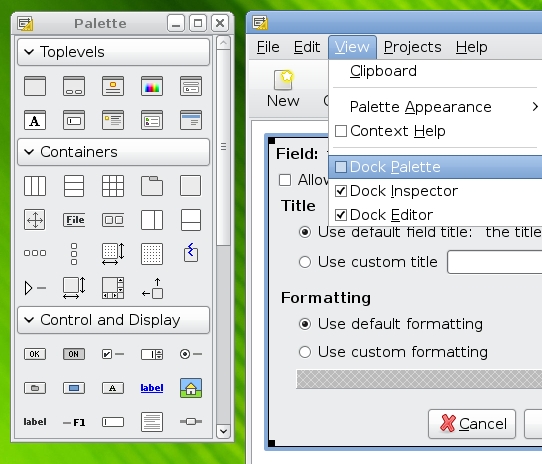 Palette
Toplevels
A
Containers
File
Control and Display
OK
ON
A
label
label
F1
File Edit View Projects Help
New
Clipboard
Palette Appearance
Context Help
Dock Palette
Dock Inspector
Dock Editor
Field:
Title
Use default field title: the title
Use custom title
Formatting
Use default formatting
Use custom formatting
Cancel